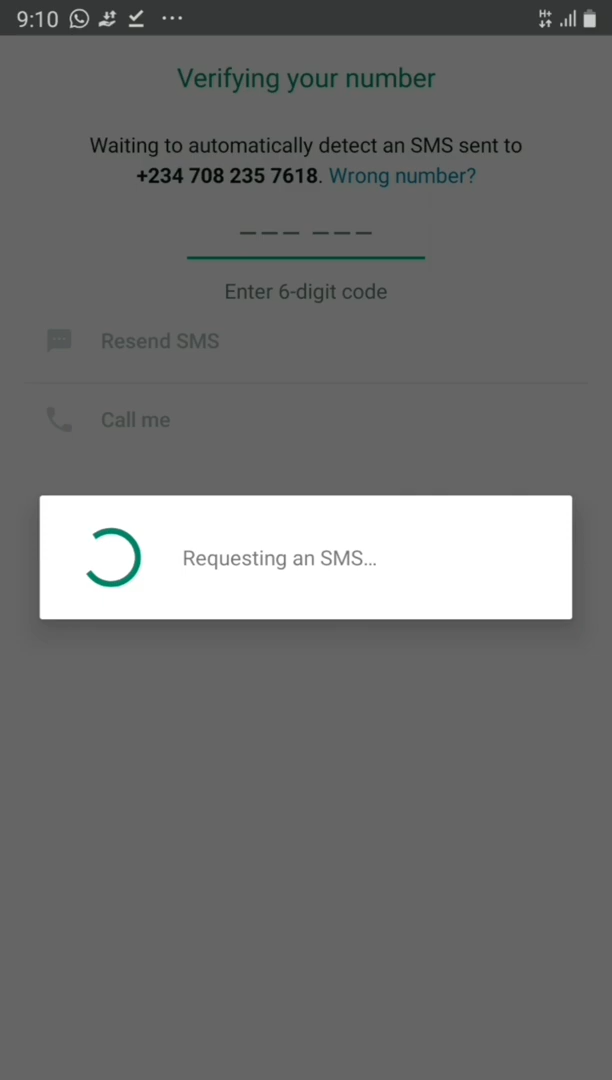 9:10
H+
Verifying your number
Waiting to automatically detect an SMS sent to
+234 708 235 7618. Wrong number?
Enter 6-digit code
Resend SMS
Call me
Requesting an SMS...